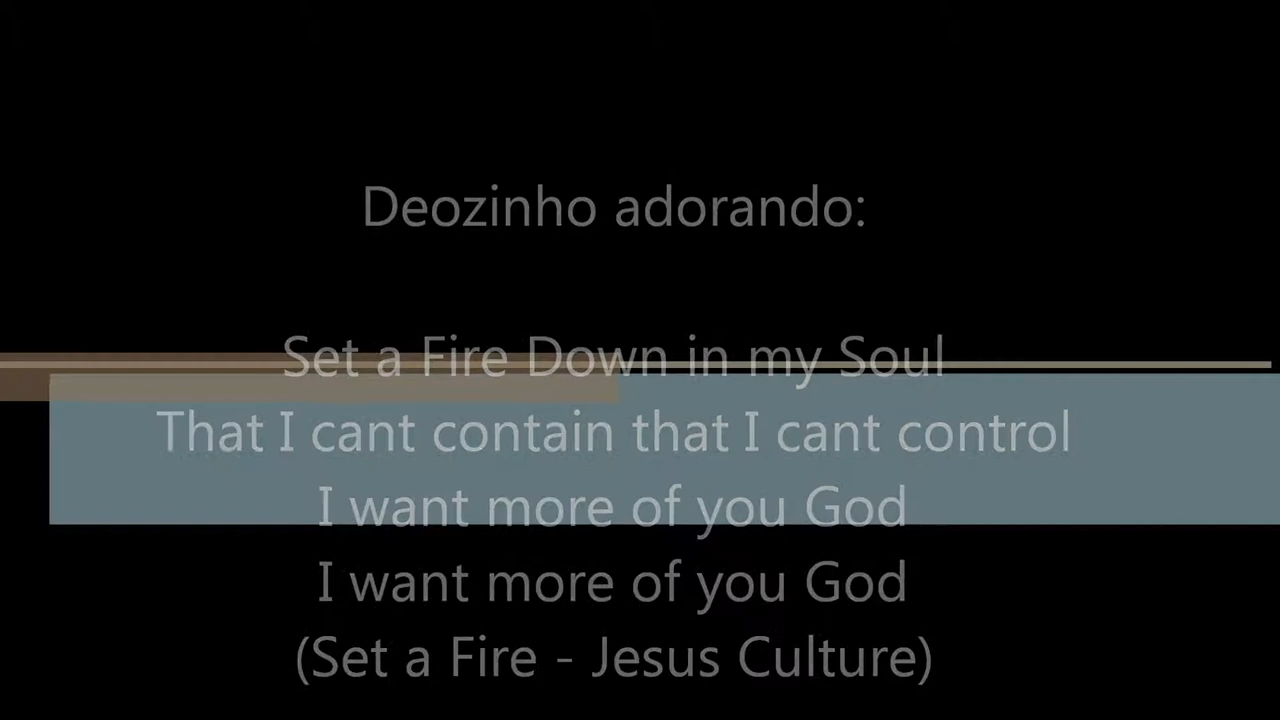 Deozinho adorando:
Set a Fire Down in my Soul
That I cant contain that I cant control
I want more of you God
I want more of you God
(Set a Fire - Jesus Culture)